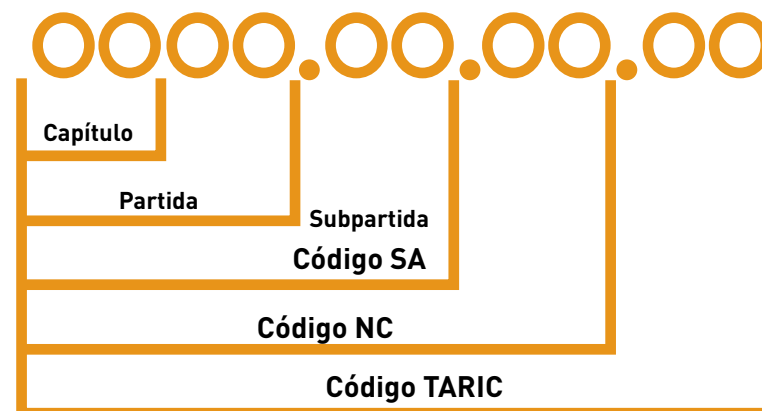 0000.00.00.00
Capítulo
Partida
Subpartida
Código SA
Código NC
Código TARIC